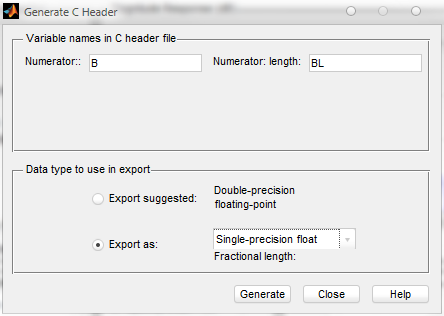 Generate C Header
Variable names in C header file
Numerator:: B Numerator: length: BL
Data type to use in export
Export suggested: Double-precision
floating-point
Export as: Single-precision float
Fractional length:
Generate Close Help